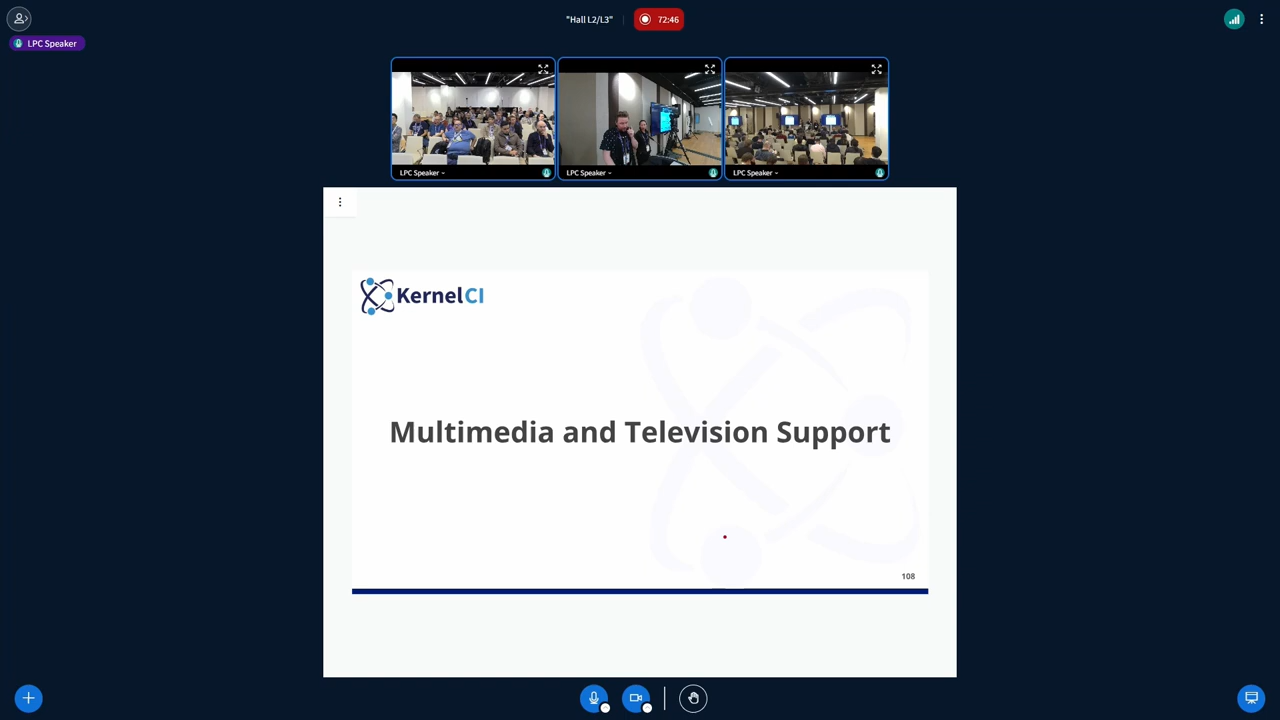 "Hall L2/L3"
72:46
LPC Speaker
LPC Speaker
LPC Speaker
LPC Speaker
KernelCI
Multimedia and Television Support
108